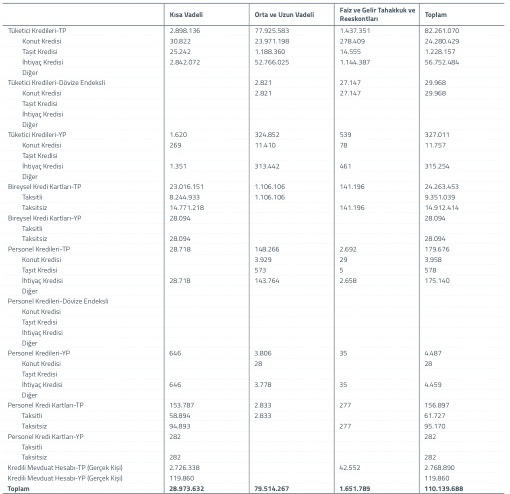 Kısa Vadeli Orta ve Uzun Vadeli Faiz ve Gelir Tahakkuk ve Reeskontları Toplam
Tüketici Kredileri-TP 2.898.136 77.925.583 1.437.351 82.261.070
Konut Kredisi 30.822 23.971.198 278.409 24.280.429
Taşıt Kredisi 25.242 1.188.360 14.555 1.228.157
İhtiyaç Kredisi 2.842.072 52.766.025 1.144.387 56.752.484
Diğer
Tüketici Kredileri-Dövize Endeksli 2.821 27.147 29.968
Konut Kredisi 2.821 27.147 29.968
Taşıt Kredisi
İhtiyaç Kredisi
Diğer
Tüketici Kredileri-YP 1.620 324.852 539 327.011
Konut Kredisi 269 11.410 78 11.757
Taşıt Kredisi
İhtiyaç Kredisi 1.351 313.442 461 315.254
Diğer
Bireysel Kredi Kartları-TP 23.016.151 1.106.106 141.196 24.263.453
Taksitli 8.244.933 1.106.106 9.351.039
Taksitsiz 14.771.218 141.196 14.912.414
Bireysel Kredi Kartları-YP 28.094 28.094
Taksitli
Taksitsiz 28.094 28.094
Personel Kredileri-TP 28.718 148.266 2.692 179.676
Konut Kredisi 3.929 29 3.958
Taşıt Kredisi 573 5 578
İhtiyaç Kredisi 28.718 143.764 2.658 175.140
Diğer
Personel Kredileri-Dövize Endeksli
Konut Kredisi
Taşıt Kredisi
İhtiyaç Kredisi
Diğer
Personel Kredileri-YP 646 3.806 35 4.487
Konut Kredisi 28 28
Taşıt Kredisi
İhtiyaç Kredisi 646 3.778 35 4.459
Diğer
Personel Kredi Kartları-TP 153.787 2.833 277 156.897
Taksitli 58.894 2.833 61.727
Taksitsiz 94.893 277 95.170
Personel Kredi Kartları-YP 282 282
Taksitli
Taksitsiz 282 282
Kredili Mevduat Hesabı-TP (Gerçek Kişi) 2.726.338 42.552 2.768.890
Kredili Mevduat Hesabı-YP (Gerçek Kişi) 119.860 119.860
Toplam 28.973.632 79.514.267 1.651.789 110.139.688